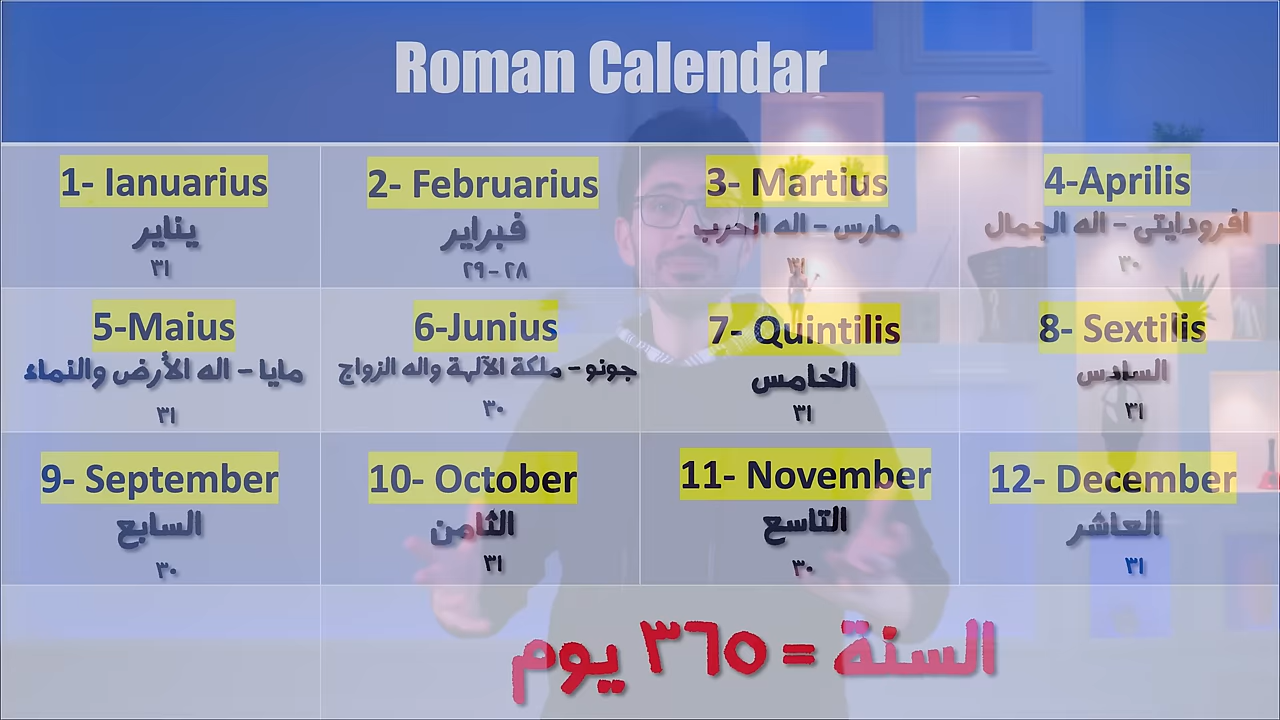 Roman Calendar
1- Ianuarius
يناير
٣١
2- Februarius
فبراير
٢٨ - ٢٩
3- Martius
مارس - اله الحرب
٣١
4-Aprilis
افرودايتى - اله الجمال
٣٠
5-Maius
مايا - اله الأرض والنماء
٣١
6-Junius
جونو - ملكة الآلهة واله الزواج
٣٠
7- Quintilis
الخامس
٣١
8- Sextilis
السادس
٣١
9- September
السابع
٣٠
10- October
الثامن
٣١
11- November
التاسع
٣٠
12- December
العاشر
٣١
السنة = ٣٦٥ يوم